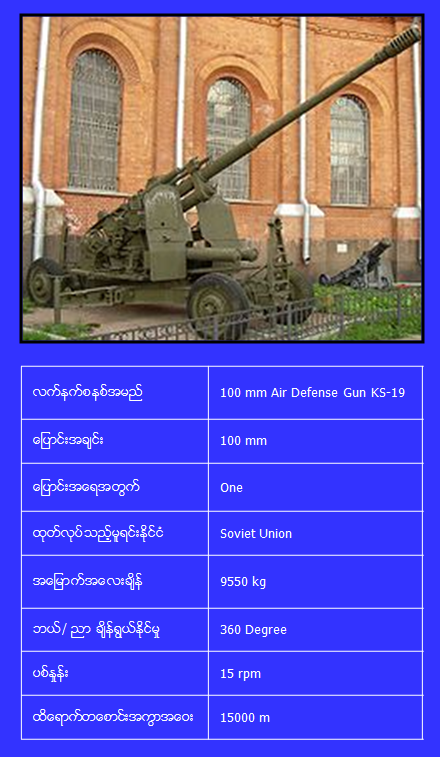 လက်နက်စနစ်အမည် 100 mm Air Defense Gun KS-19
ပြောင်းအချင်း 100 mm
ပြောင်းအရေအတွက် One
ထုတ်လုပ်သည့်မူရင်းနိုင်ငံ Soviet Union
အမြောက်အလေးချိန် 9550 kg
ဘယ်/ ညာ ချိန်ရွယ်နိုင်မှု 360 Degree
ပစ်နှုန်း 15 rpm
ထိရောက်တစောင်းအကွာအဝေး 15000 m